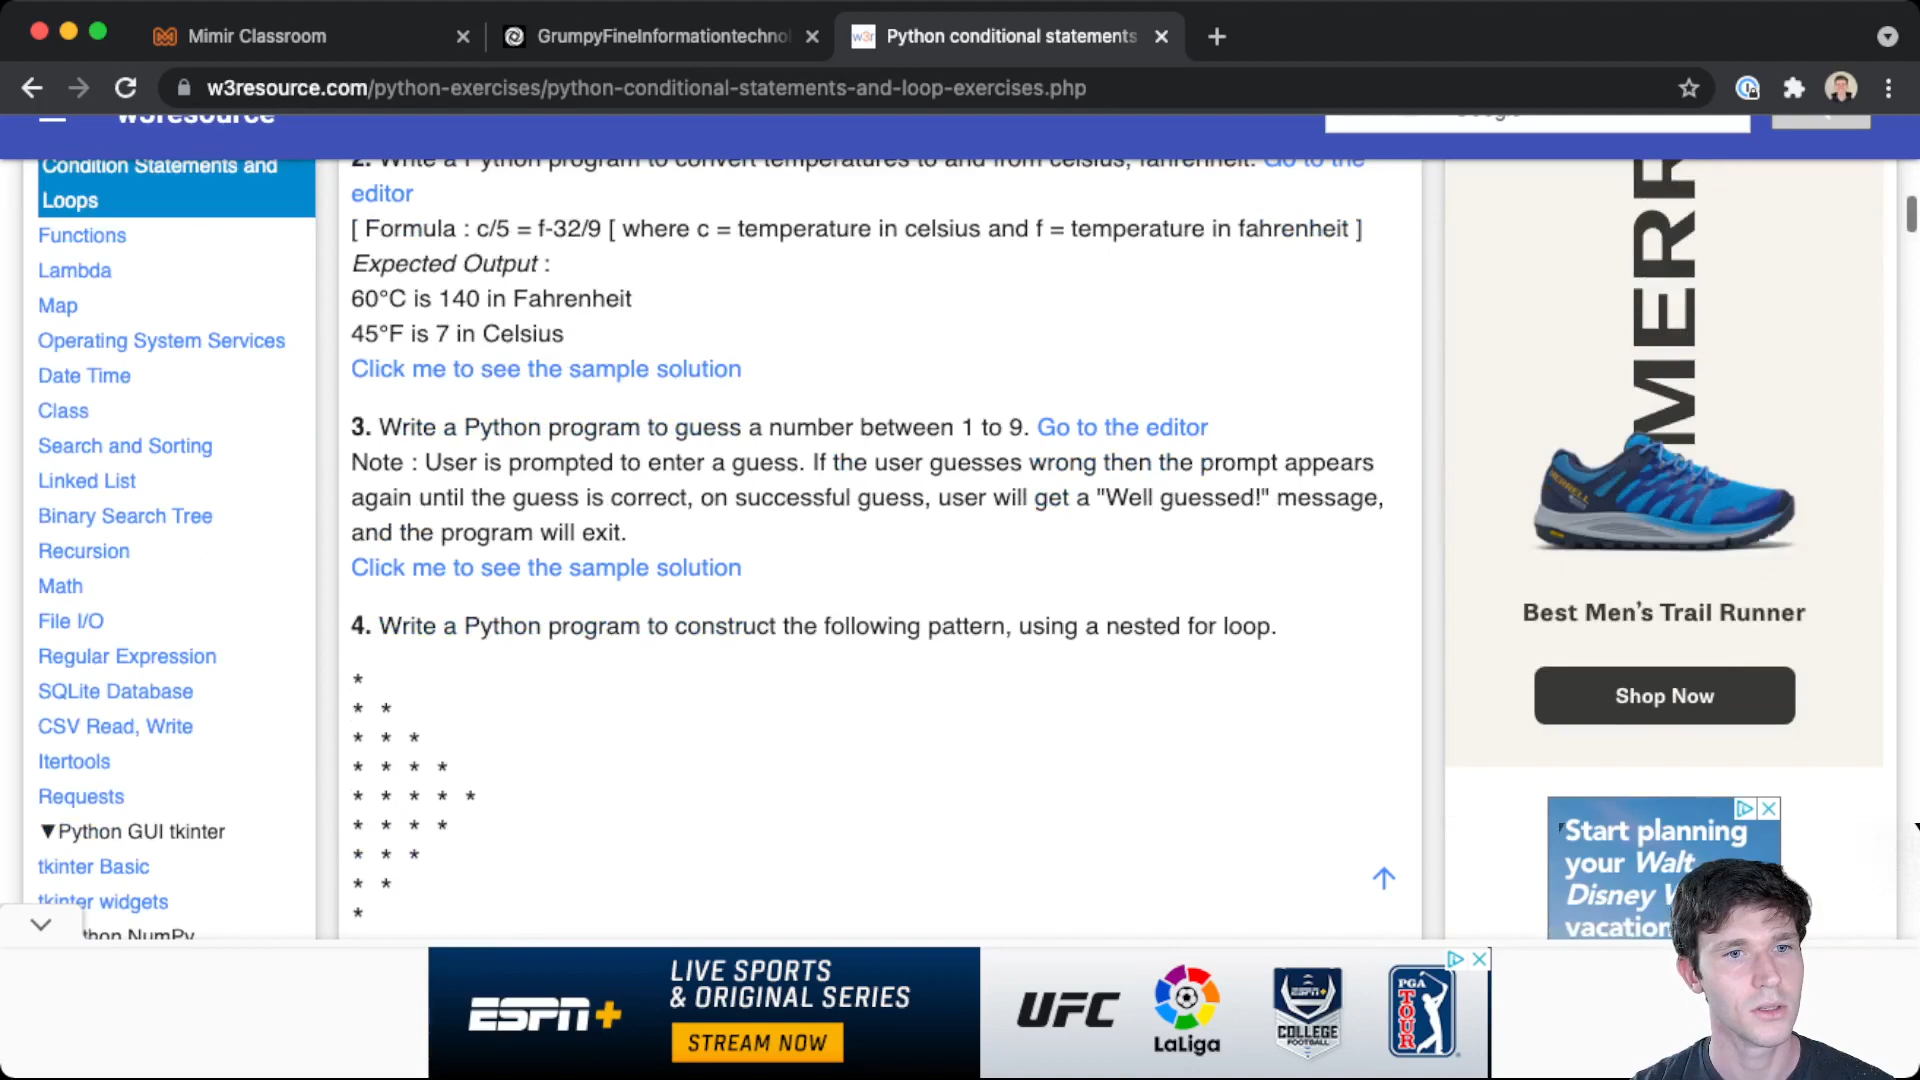 Mimir Classroom
GrumpyFineInformationtechnol
w3r Python conditional statements
w3resource.com/python-exercises/python-conditional-statements-and-loop-exercises.php
w3resource
Condition Statements and
Loops
Functions
Lambda
Map
Operating System Services
Date Time
Class
Search and Sorting
Linked List
Binary Search Tree
Recursion
Math
File I/O
Regular Expression
SQLite Database
CSV Read, Write
Itertools
Requests
▼Python GUI tkinter
tkinter Basic
tkinter widgets
thon NumPy
2. Write a Python program to convert temperatures to and from celsius, fahrenheit. Go to the
editor
[ Formula : c/5 = f-32/9 [ where c = temperature in celsius and f = temperature in fahrenheit ]
Expected Output :
60°C is 140 in Fahrenheit
45°F is 7 in Celsius
Click me to see the sample solution
3. Write a Python program to guess a number between 1 to 9. Go to the editor
Note : User is prompted to enter a guess. If the user guesses wrong then the prompt appears
again until the guess is correct, on successful guess, user will get a "Well guessed!" message,
and the program will exit.
Click me to see the sample solution
4. Write a Python program to construct the following pattern, using a nested for loop.
*
* *
* * *
* * * *
* * * * *
* * * *
* * *
* *
*
MERR
MERRELL
Best Men's Trail Runner
Shop Now
Start planning
your Walt
Disney W
vacation
ESPN+
LIVE SPORTS
& ORIGINAL SERIES
STREAM NOW
UFC
LaLiga
COLLEGE
FOOTBALL
PGA
TOUR